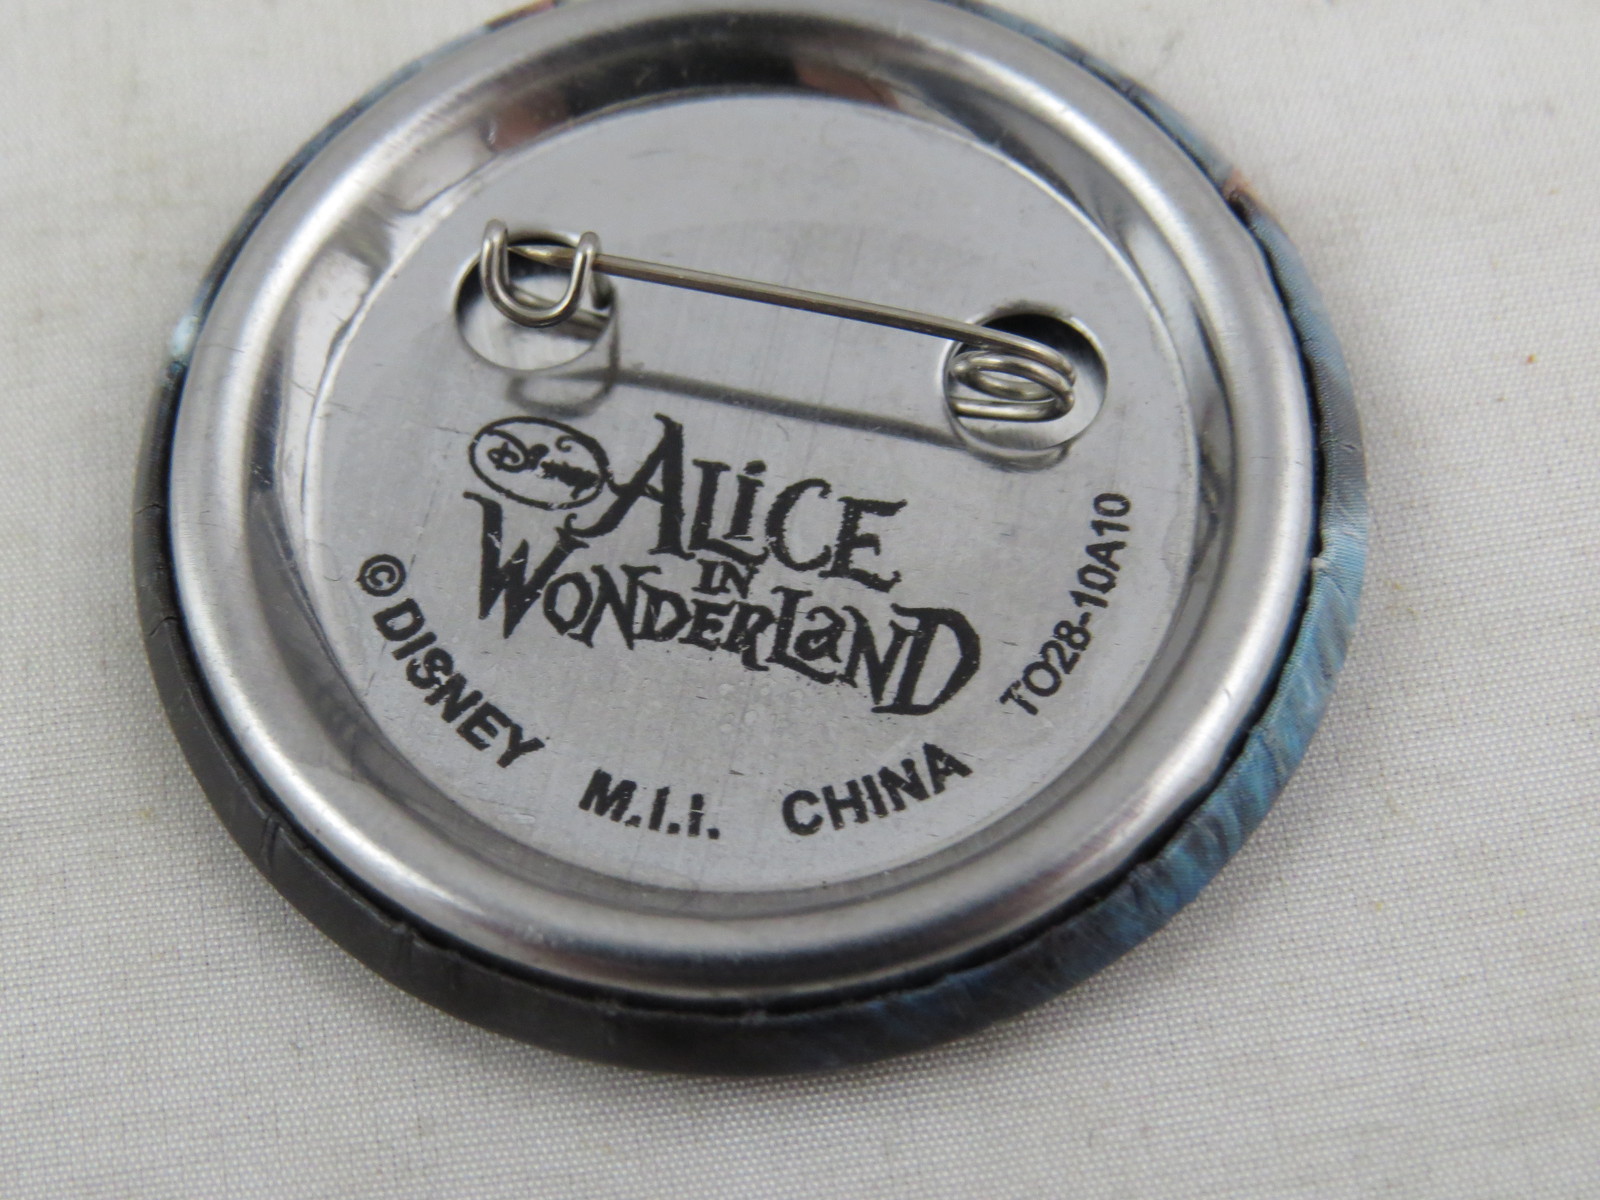 Disney
ALiCE
IN
WONDERLaND
©DISNEY M.I.I. CHINA TO28-10A10